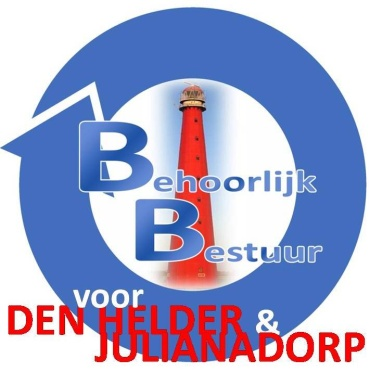 Behoorlijk
Bestuur
voor
DEN HELDER &
JULIANADORP